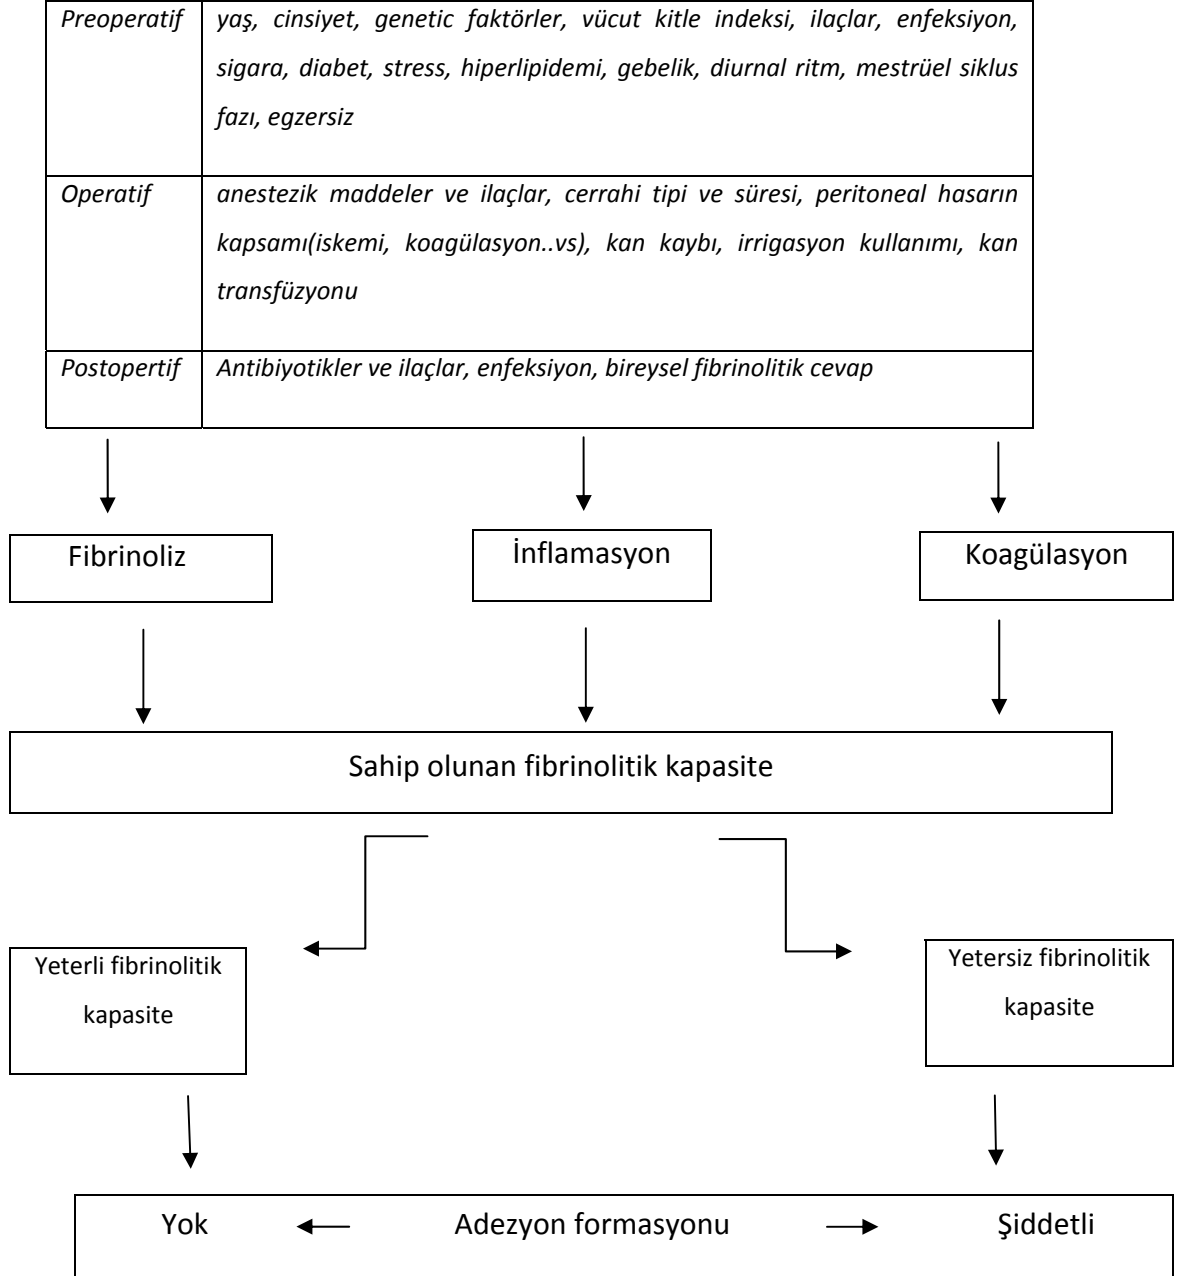 Preoperatif
yaş, cinsiyet, genetic faktörler, vücut kitle indeksi, ilaçlar, enfeksiyon,
sigara, diabet, stress, hiperlipidemi, gebelik, diurnal ritm, mestrüel siklus
fazı, egzersiz
Operatif
anestezik maddeler ve ilaçlar, cerrahi tipi ve süresi, peritoneal hasarın
kapsamı(iskemi, koagülasyon..vs), kan kaybı, irrigasyon kullanımı, kan
transfüzyonu
Postopertif
Antibiyotikler ve ilaçlar, enfeksiyon, bireysel fibrinolitik cevap
Fibrinoliz
İnflamasyon
Koagülasyon
Sahip olunan fibrinolitik kapasite
Yeterli fibrinolitik
kapasite
Yetersiz fibrinolitik
kapasite
Yok
Adezyon formasyonu
Şiddetli